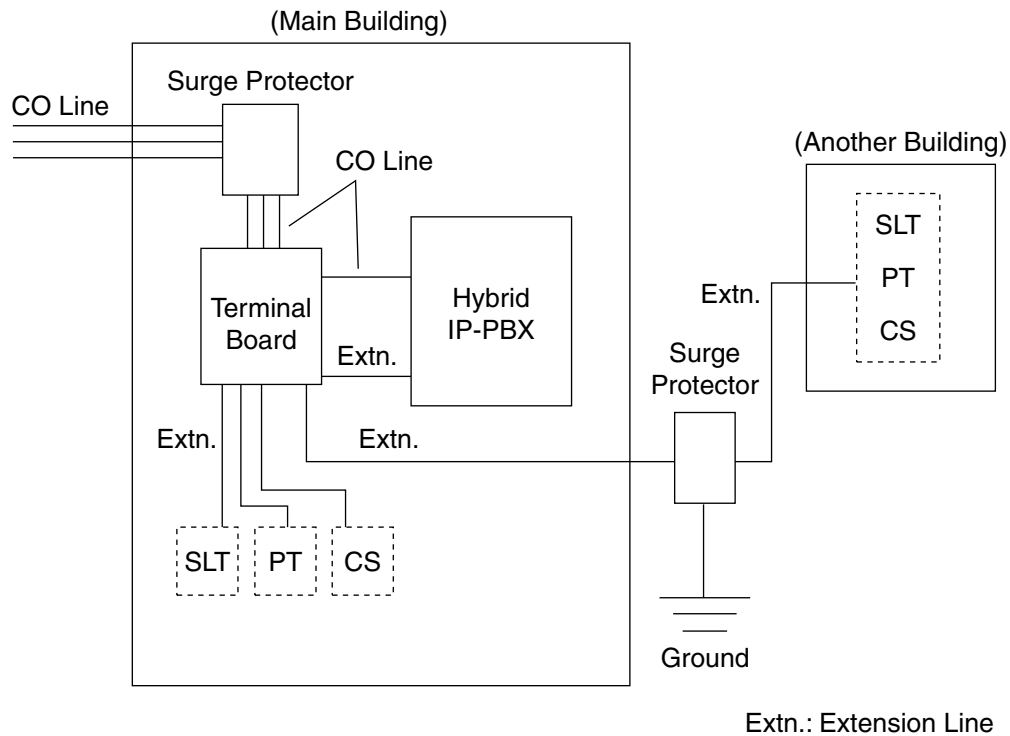 (Main Building)
Surge Protector
CO Line
CO Line
(Another Building)
SLT
PT
CS
Terminal
Board
Hybrid
IP-PBX
Extn.
Extn.
Surge
Protector
Extn.
Extn.
SLT
PT
CS
Ground
Extn.: Extension Line